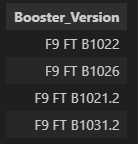 Booster_Version
F9 FT B1022
F9 FT B1026
F9 FT B1021.2
F9 FT B1031.2